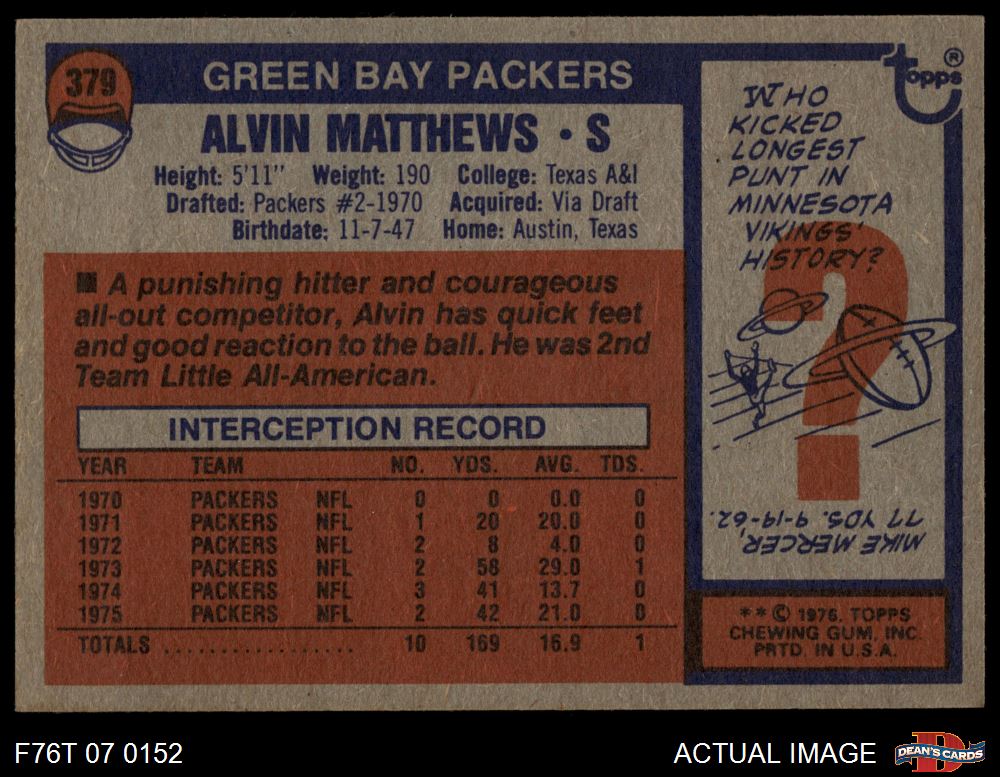 379
GREEN BAY PACKERS
ALVIN MATTHEWS • S
Height: 5'11" Weight: 190 College: Texas A&I
Drafted: Packers #2-1970 Acquired: Via Draft
Birthdate: 11-7-47 Home: Austin, Texas
■ A punishing hitter and courageous
all-out competitor, Alvin has quick feet
and good reaction to the ball. He was 2nd
Team Little All-American.
INTERCEPTION RECORD
YEAR TEAM NO. YDS. AVG. TDS.
1970 PACKERS NFL 0 0 0.0 0
1971 PACKERS NFL 1 20 20.0 0
1972 PACKERS NFL 2 8 4.0 0
1973 PACKERS NFL 2 58 29.0 1
1974 PACKERS NFL 3 41 13.7 0
1975 PACKERS NFL 2 42 21.0 0
TOTALS ................. 10 169 16.9 1
topps ®
WHO
KICKED
LONGEST
PUNT IN
MINNESOTA
VIKINGS'
HISTORY?
?
MIKE MERCER,
77 YDS. 9-19-62.
** © 1976, TOPPS
CHEWING GUM, INC.
PRTD. IN U.S.A.
F76T 07 0152
ACTUAL IMAGE
D
DEAN'S CARDS